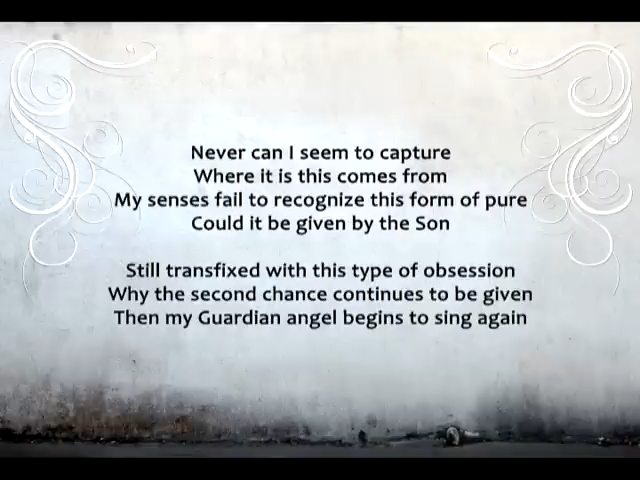 Never can I seem to capture
Where it is this comes from
My senses fail to recognize this form of pure
Could it be given by the Son
Still transfixed with this type of obsession
Why the second chance continues to be given
Then my Guardian angel begins to sing again